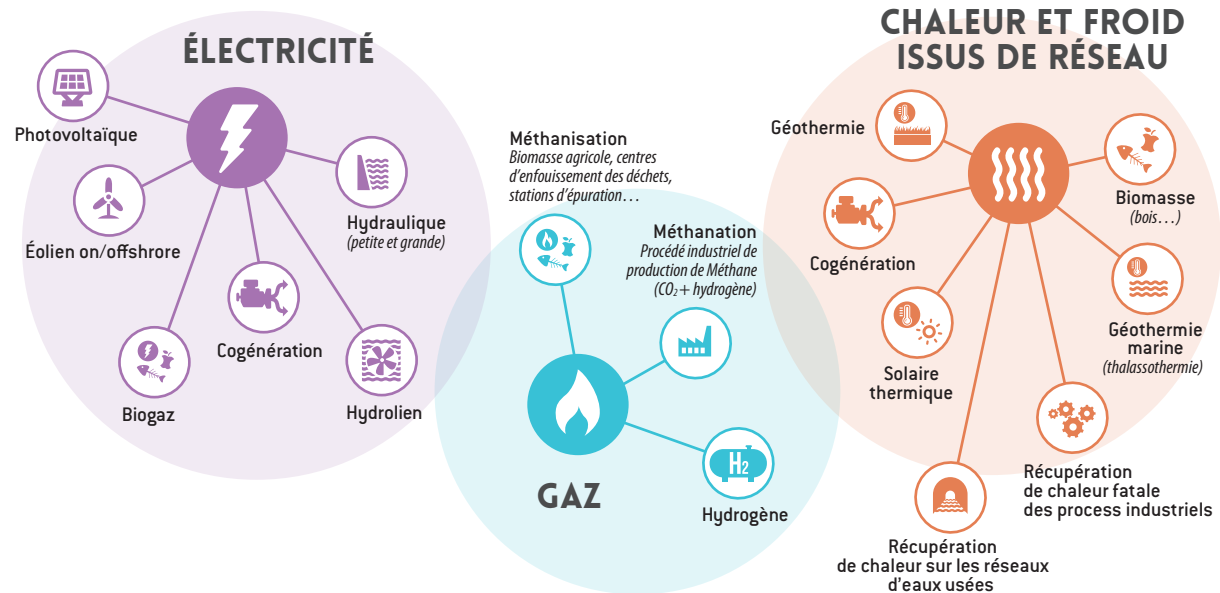 ÉLECTRICITÉ
Photovoltaïque
Éolien on/offshrore
Biogaz
Cogénération
Hydrolien
Hydraulique
(petite et grande)
Méthanisation
Biomasse agricole, centres
d'enfouissement des déchets,
stations d'épuration…
Méthanation
Procédé industriel de
production de Méthane
(CO₂ + hydrogène)
H₂
Hydrogène
GAZ
CHALEUR ET FROID
ISSUS DE RÉSEAU
Géothermie
Cogénération
Solaire
thermique
Récupération
de chaleur sur les réseaux
d'eaux usées
Récupération
de chaleur fatale
des process industriels
Géothermie
marine
(thalassothermie)
Biomasse
(bois…)